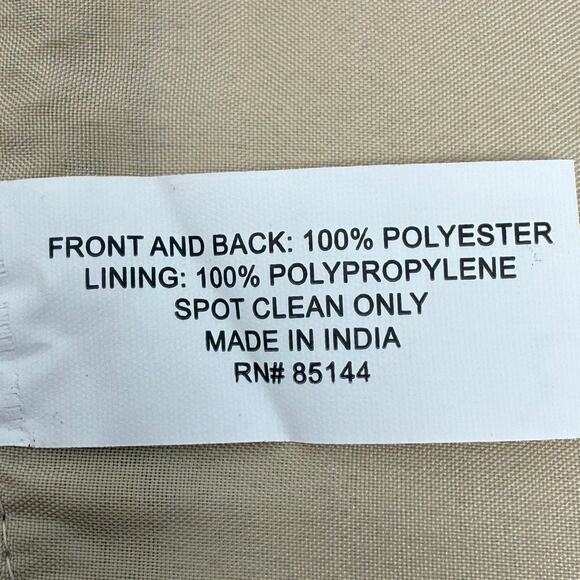 FRONT AND BACK: 100% POLYESTER
LINING: 100% POLYPROPYLENE
SPOT CLEAN ONLY
MADE IN INDIA
RN# 85144